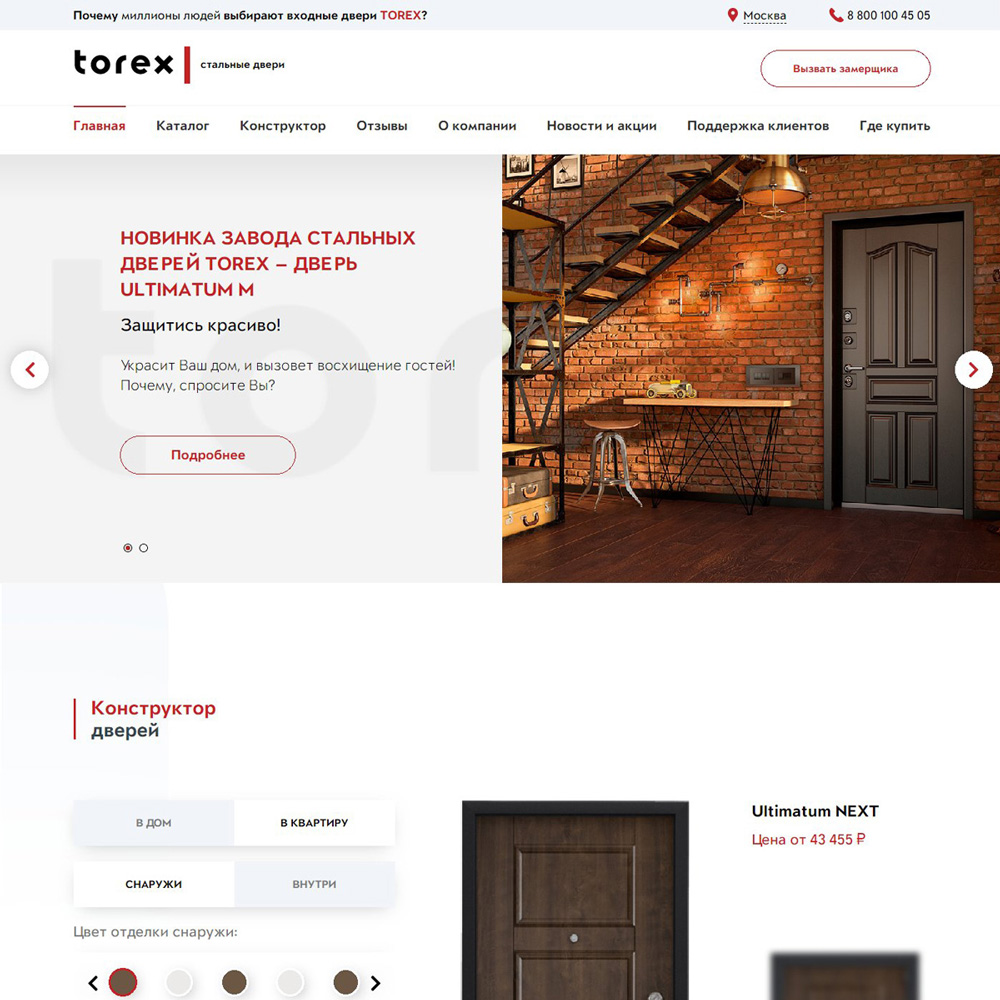 Почему миллионы людей выбирают входные двери TOREX?
Москва
8 800 100 45 05
torex
стальные двери
Вызвать замерщика
Главная
Каталог
Конструктор
Отзывы
О компании
Новости и акции
Поддержка клиентов
Где купить
НОВИНКА ЗАВОДА СТАЛЬНЫХ
ДВЕРЕЙ TOREX – ДВЕРЬ
ULTIMATUM M
Защитись красиво!
Украсит Ваш дом, и вызовет восхищение гостей!
Почему, спросите Вы?
Подробнее
tor
Конструктор
дверей
В ДОМ
В КВАРТИРУ
СНАРУЖИ
ВНУТРИ
Цвет отделки снаружи:
Ultimatum NEXT
Цена от 43 455 ₽